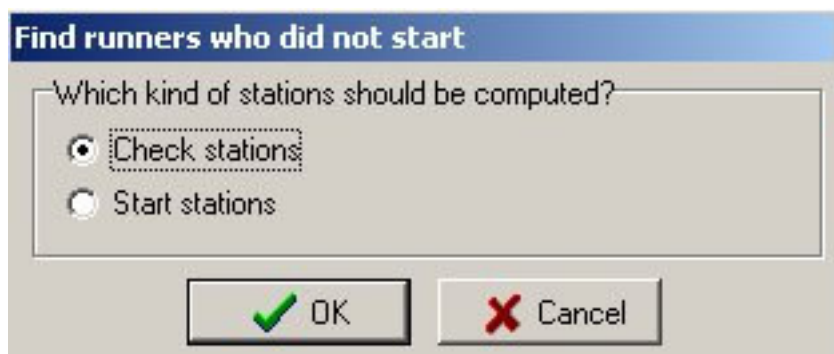 Find runners who did not start
Which kind of stations should be computed?
Check stations
Start stations
OK
Cancel